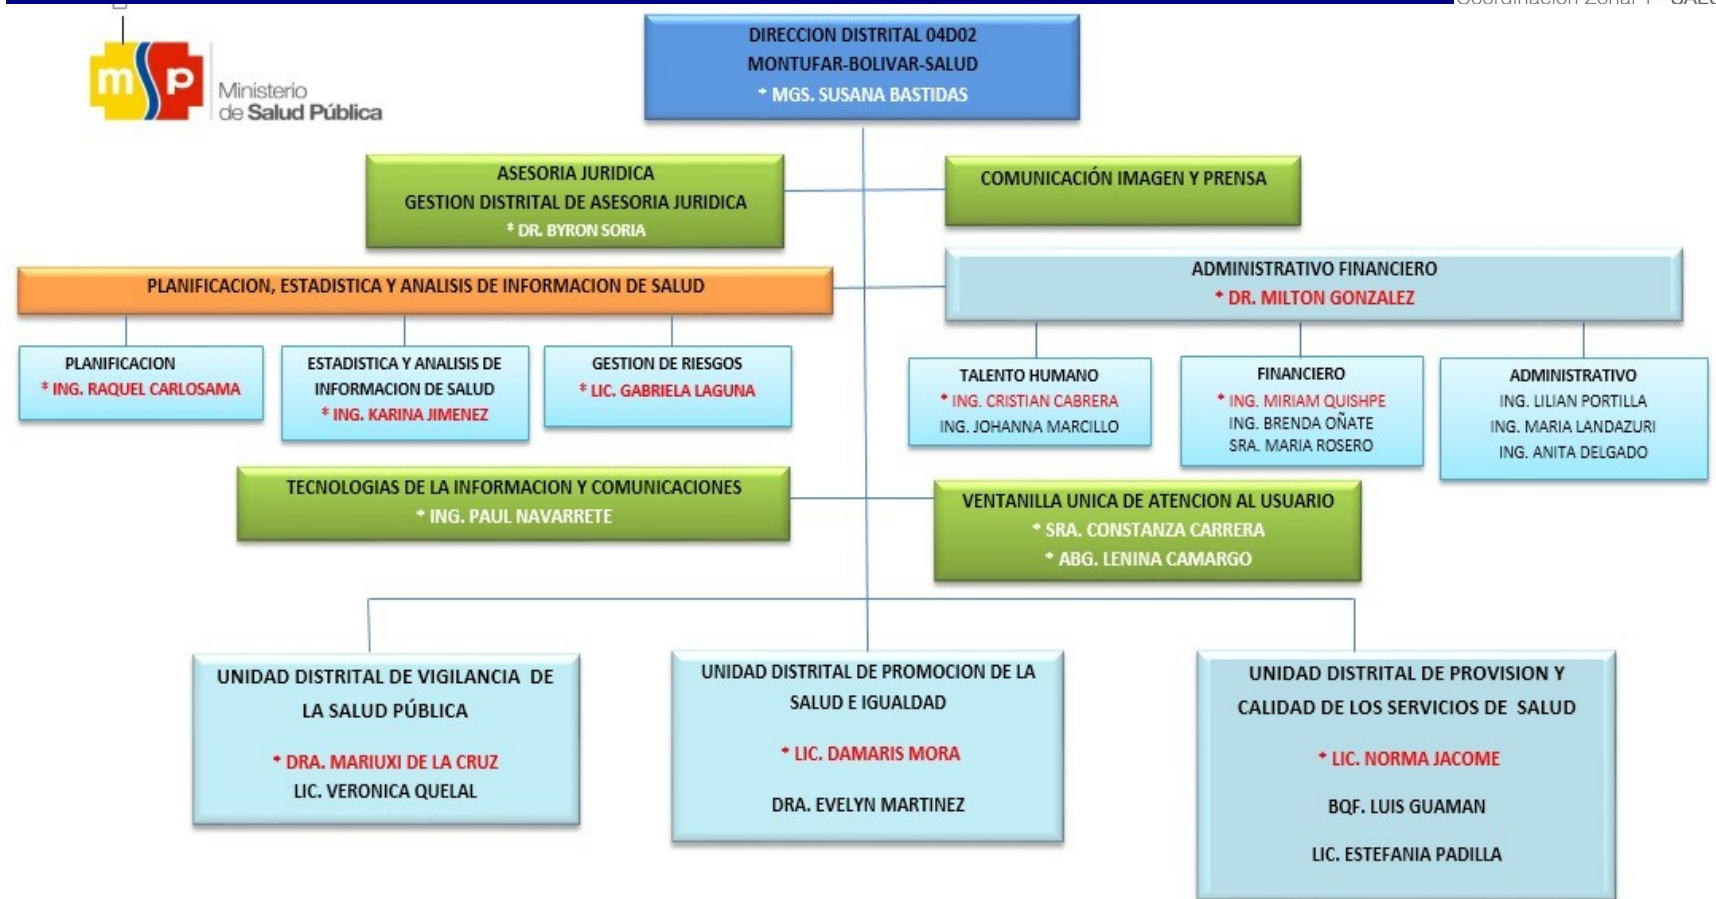 Coordinación Zonal 1
DIRECCION DISTRITAL 04D02
MONTUFAR-BOLIVAR-SALUD
* MGS. SUSANA BASTIDAS
msp
Ministerio
de Salud Pública
ASESORIA JURIDICA
GESTION DISTRITAL DE ASESORIA JURIDICA
* DR. BYRON SORIA
COMUNICACIÓN IMAGEN Y PRENSA
PLANIFICACION, ESTADISTICA Y ANALISIS DE INFORMACION DE SALUD
ADMINISTRATIVO FINANCIERO
* DR. MILTON GONZALEZ
PLANIFICACION
* ING. RAQUEL CARLOSAMA
ESTADISTICA Y ANALISIS DE
INFORMACION DE SALUD
* ING. KARINA JIMENEZ
GESTION DE RIESGOS
* LIC. GABRIELA LAGUNA
TALENTO HUMANO
* ING. CRISTIAN CABRERA
ING. JOHANNA MARCILLO
FINANCIERO
* ING. MIRIAM QUISHPE
ING. BRENDA OÑATE
SRA. MARIA ROSERO
ADMINISTRATIVO
ING. LILIAN PORTILLA
ING. MARIA LANDAZURI
ING. ANITA DELGADO
TECNOLOGIAS DE LA INFORMACION Y COMUNICACIONES
* ING. PAUL NAVARRETE
VENTANILLA UNICA DE ATENCION AL USUARIO
* SRA. CONSTANZA CARRERA
* ABG. LENINA CAMARGO
UNIDAD DISTRITAL DE VIGILANCIA DE
LA SALUD PÚBLICA
* DRA. MARIUXI DE LA CRUZ
LIC. VERONICA QUELAL
UNIDAD DISTRITAL DE PROMOCION DE LA
SALUD E IGUALDAD
* LIC. DAMARIS MORA
DRA. EVELYN MARTINEZ
UNIDAD DISTRITAL DE PROVISION Y
CALIDAD DE LOS SERVICIOS DE SALUD
* LIC. NORMA JACOME
BQF. LUIS GUAMAN
LIC. ESTEFANIA PADILLA